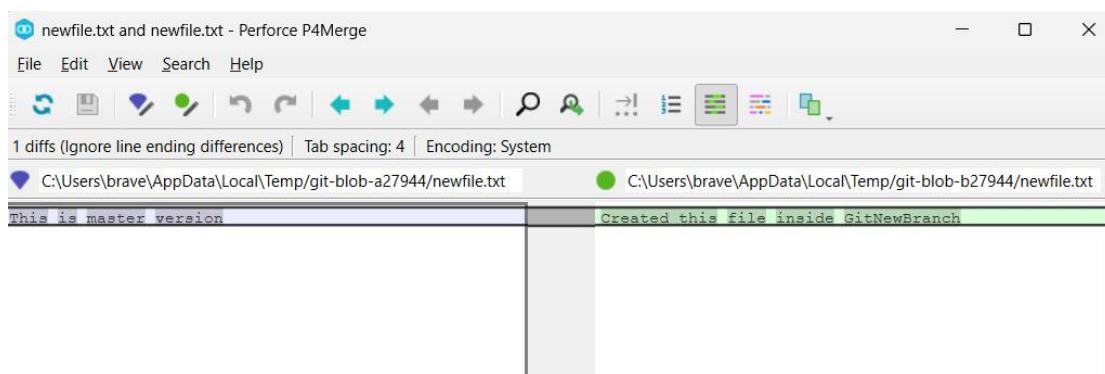 newfile.txt and newfile.txt - Perforce P4Merge
File Edit View Search Help
1 diffs (Ignore line ending differences) Tab spacing: 4 Encoding: System
C:\Users\brave\AppData\Local\Temp/git-blob-a27944/newfile.txt C:\Users\brave\AppData\Local\Temp/git-blob-b27944/newfile.txt
This is master version Created this file inside GitNewBranch